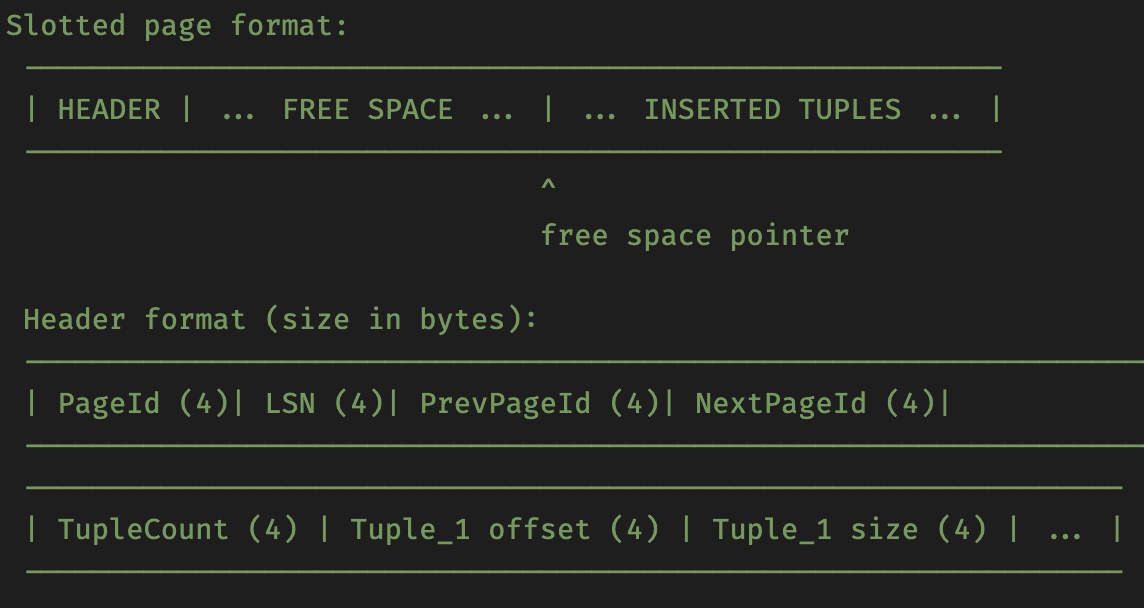 Slotted page format:
| HEADER | ... FREE SPACE ... | ... INSERTED TUPLES ... |
^
free space pointer
Header format (size in bytes):
| PageId (4)| LSN (4)| PrevPageId (4)| NextPageId (4)|
| TupleCount (4) | Tuple_1 offset (4) | Tuple_1 size (4) | ... |